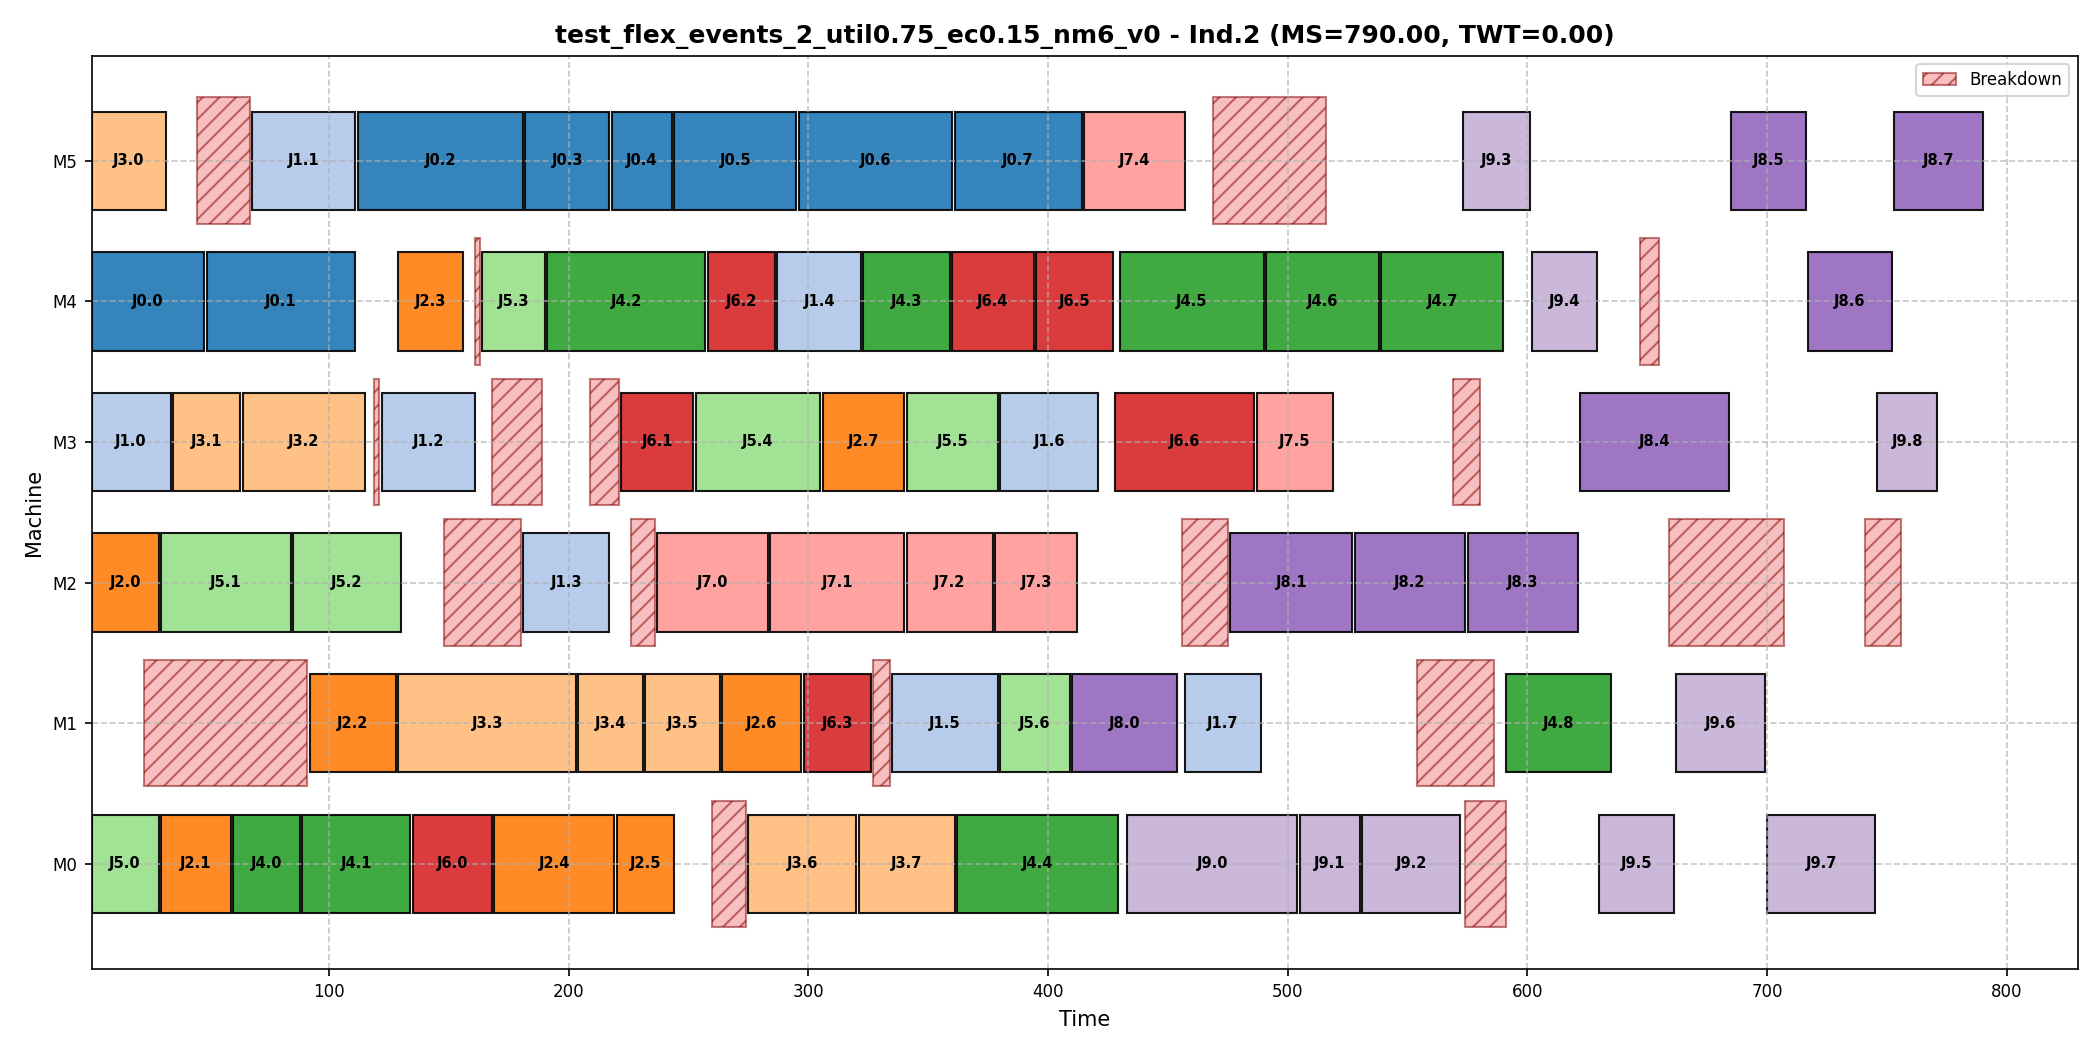 test_flex_events_2_util0.75_ec0.15_nm6_v0 - Ind.2 (MS=790.00, TWT=0.00)
Breakdown
M5 J3.0 J1.1 J0.2 J0.3 J0.4 J0.5 J0.6 J0.7 J7.4 J9.3 J8.5 J8.7
M4 J0.0 J0.1 J2.3 J5.3 J4.2 J6.2 J1.4 J4.3 J6.4 J6.5 J4.5 J4.6 J4.7 J9.4 J8.6
M3 J1.0 J3.1 J3.2 J1.2 J6.1 J5.4 J2.7 J5.5 J1.6 J6.6 J7.5 J8.4 J9.8
M2 J2.0 J5.1 J5.2 J1.3 J7.0 J7.1 J7.2 J7.3 J8.1 J8.2 J8.3
M1 J2.2 J3.3 J3.4 J3.5 J2.6 J6.3 J1.5 J5.6 J8.0 J1.7 J4.8 J9.6
M0 J5.0 J2.1 J4.0 J4.1 J6.0 J2.4 J2.5 J3.6 J3.7 J4.4 J9.0 J9.1 J9.2 J9.5 J9.7
Machine
100 200 300 400 500 600 700 800
Time